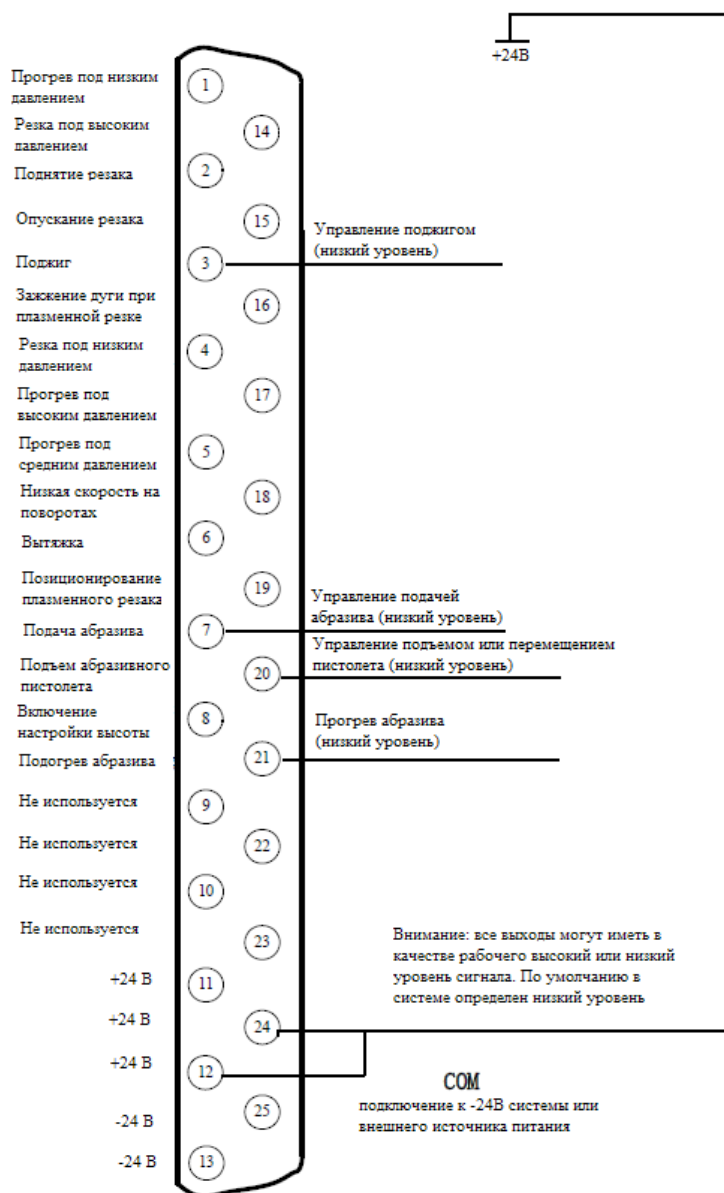 +24В
Прогрев под низким
давлением
1
Резка под высоким
давлением
14
Поднятие резака
2
Опускание резака
15
Управление поджигом
(низкий уровень)
Поджиг
3
Зажжение дуги при
плазменной резке
16
Резка под низким
давлением
4
Прогрев под
высоким давлением
17
Прогрев под
средним давлением
5
Низкая скорость на
поворотах
18
Вытяжка
6
Позиционирование
плазменного резака
19
Управление подачей
абразива (низкий уровень)
Подача абразива
7
Управление подъемом или перемещением
пистолета (низкий уровень)
Подъем абразивного
пистолета
20
Включение
настройки высоты
8
Прогрев абразива
(низкий уровень)
Подогрев абразива
21
Не используется
9
Не используется
22
Не используется
10
Не используется
23
Внимание: все выходы могут иметь в
качестве рабочего высокий или низкий
уровень сигнала. По умолчанию в
системе определен низкий уровень
+24 В
11
+24 В
24
+24 В
12
COM
подключение к -24В системы или
внешнего источника питания
-24 В
25
-24 В
13